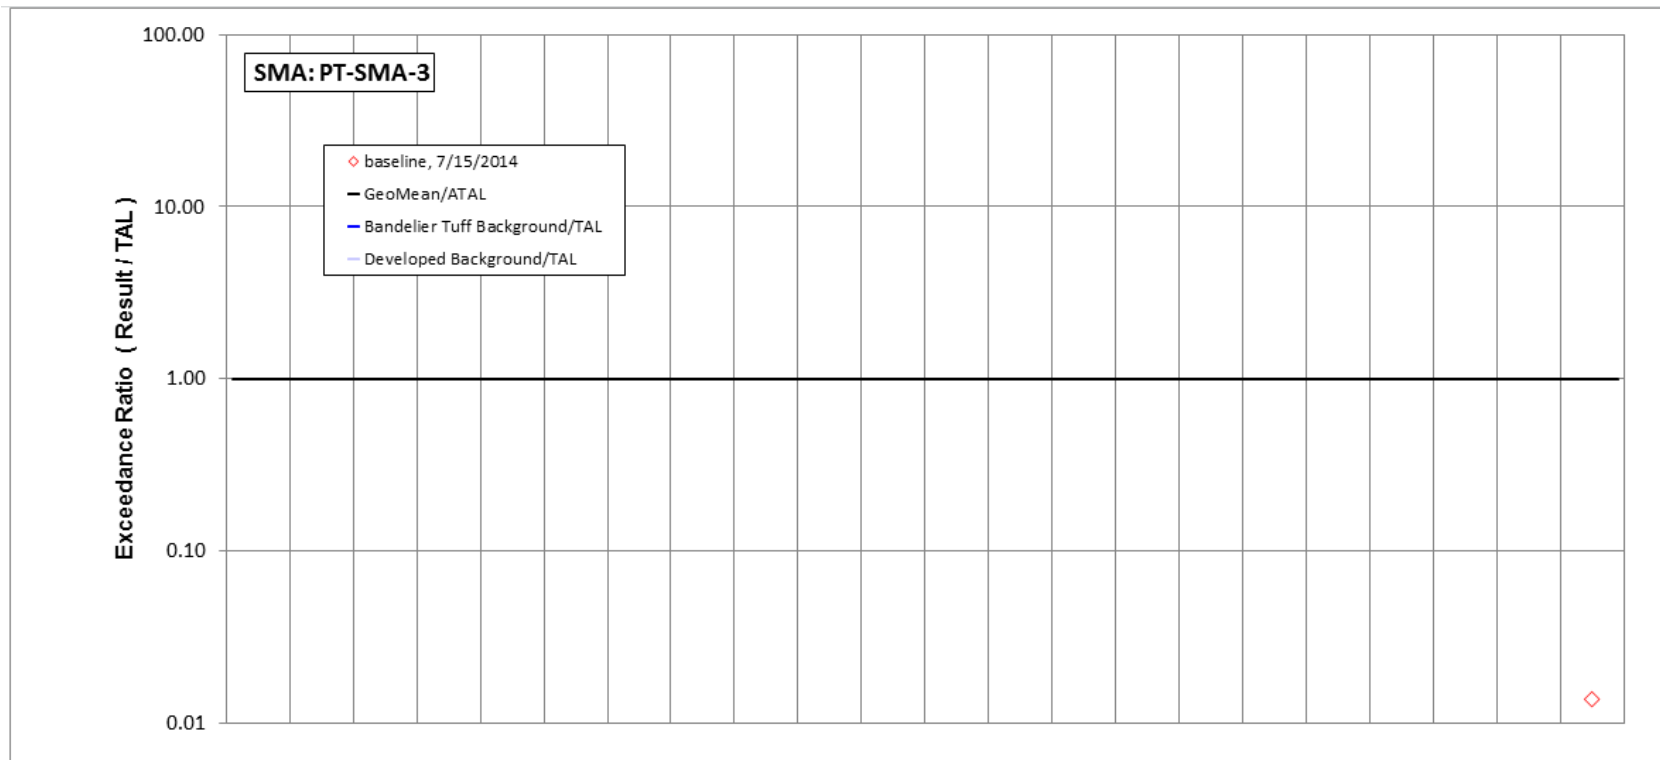 SMA: PT-SMA-3
baseline, 7/15/2014
GeoMean/ATAL
Bandelier Tuff Background/TAL
Developed Background/TAL
Exceedance Ratio ( Result / TAL )
100.00
10.00
1.00
0.10
0.01